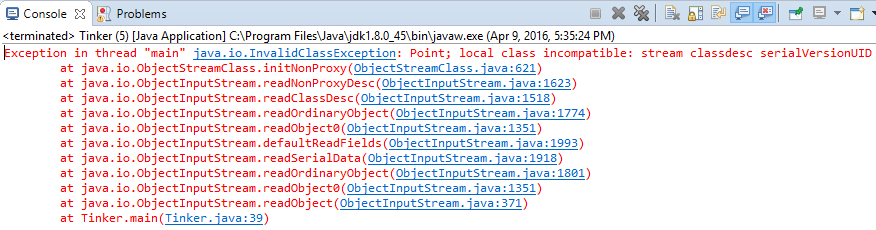 Console Problems
<terminated> Tinker (5) [Java Application] C:\Program Files\Java\jdk1.8.0_45\bin\javaw.exe (Apr 9, 2016, 5:35:24 PM)
Exception in thread "main" java.io.InvalidClassException: Point; local class incompatible: stream classdesc serialVersionUID
at java.io.ObjectStreamClass.initNonProxy(ObjectStreamClass.java:621)
at java.io.ObjectInputStream.readNonProxyDesc(ObjectInputStream.java:1623)
at java.io.ObjectInputStream.readClassDesc(ObjectInputStream.java:1518)
at java.io.ObjectInputStream.readOrdinaryObject(ObjectInputStream.java:1774)
at java.io.ObjectInputStream.readObject0(ObjectInputStream.java:1351)
at java.io.ObjectInputStream.defaultReadFields(ObjectInputStream.java:1993)
at java.io.ObjectInputStream.readSerialData(ObjectInputStream.java:1918)
at java.io.ObjectInputStream.readOrdinaryObject(ObjectInputStream.java:1801)
at java.io.ObjectInputStream.readObject0(ObjectInputStream.java:1351)
at java.io.ObjectInputStream.readObject(ObjectInputStream.java:371)
at Tinker.main(Tinker.java:39)